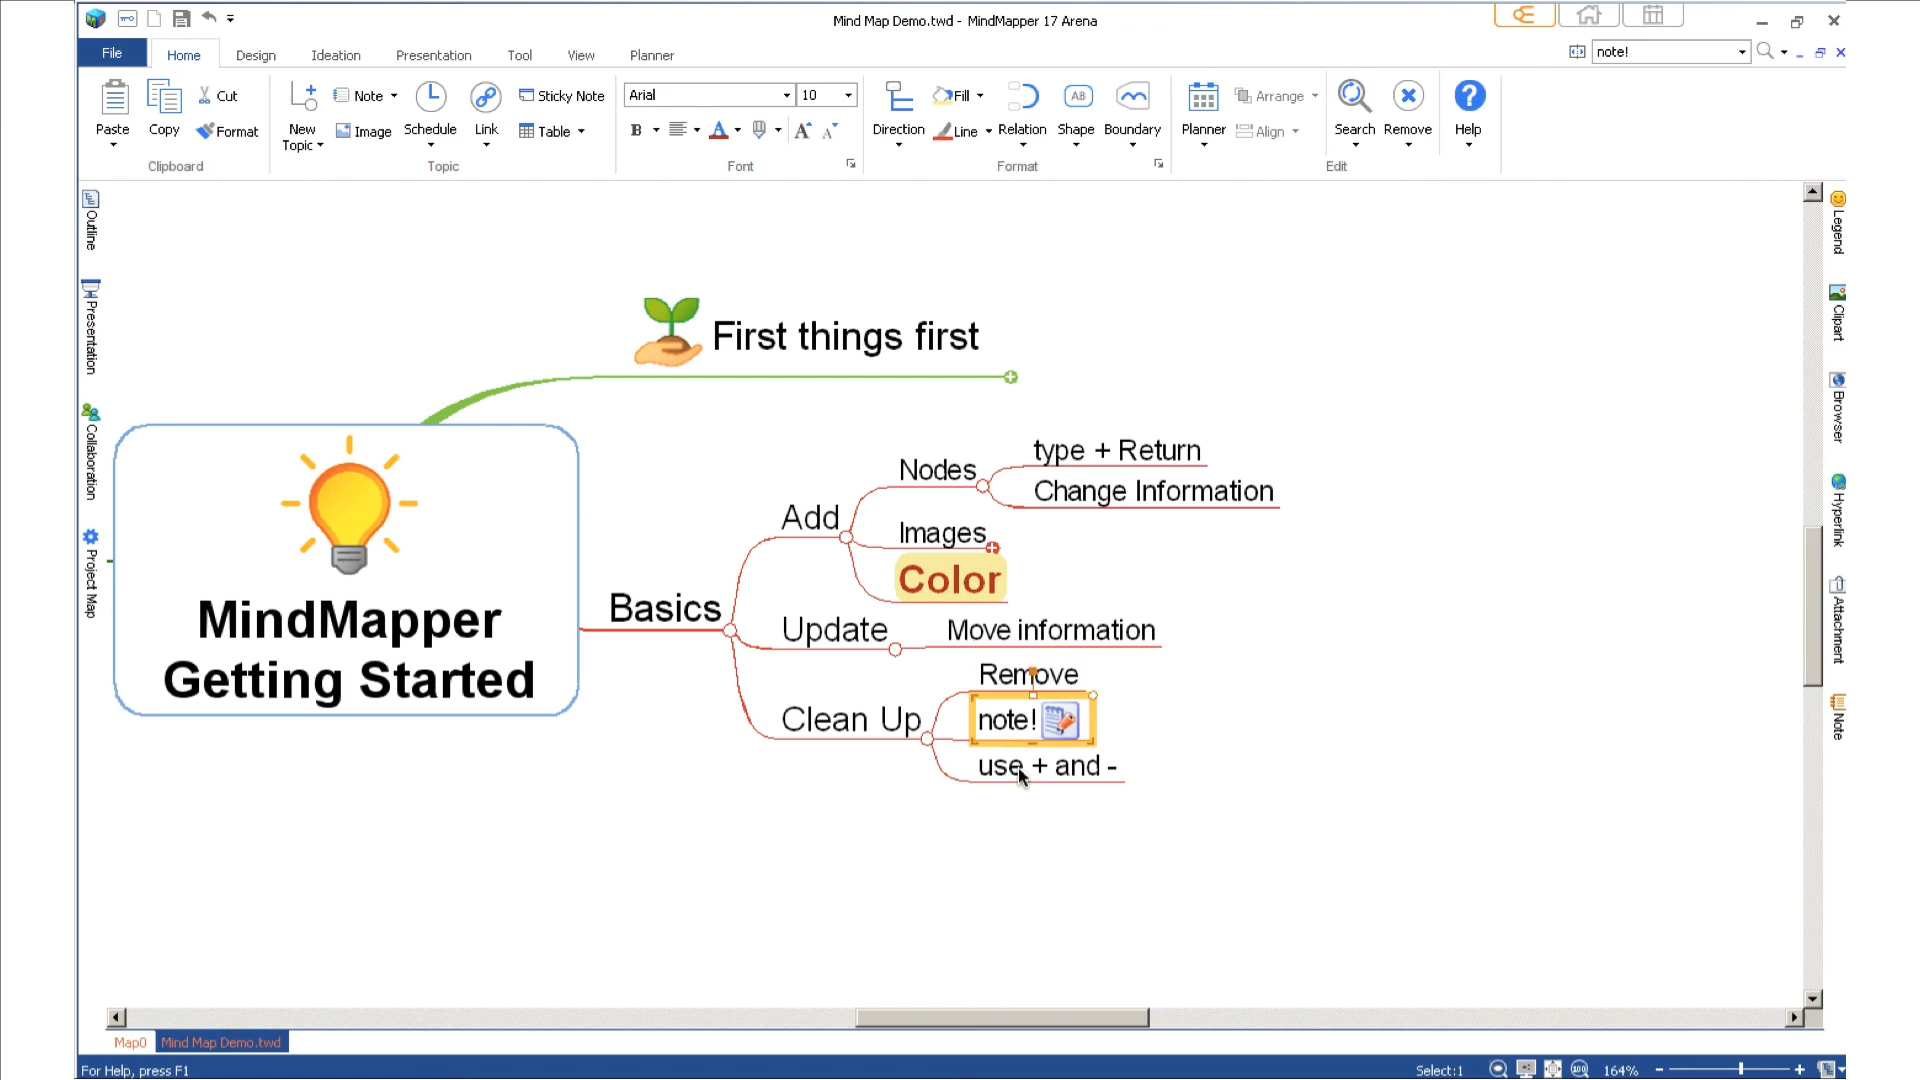 Mind Map Demo.twd - MindMapper 17 Arena
File Home Design Ideation Presentation Tool View Planner
note!
Paste Copy Cut Format
Clipboard
New Topic Note Image Schedule Link Sticky Note Table
Topic
Arial 10
B A A A
Font
Direction Fill Line Relation AB Shape Boundary
Format
Planner Arrange Align
Search Remove
Edit
Help
Outline
Presentation
Collaboration
Project Map
Legend
Clipart
Browser
Hyperlink
Attachment
Note
First things first
MindMapper
Getting Started
Basics
Add
Nodes
type + Return
Change Information
Images
Color
Update
Move information
Clean Up
Remove
note!
use + and -
Map0 Mind Map Demo.twd
For Help, press F1
Select:1
164%